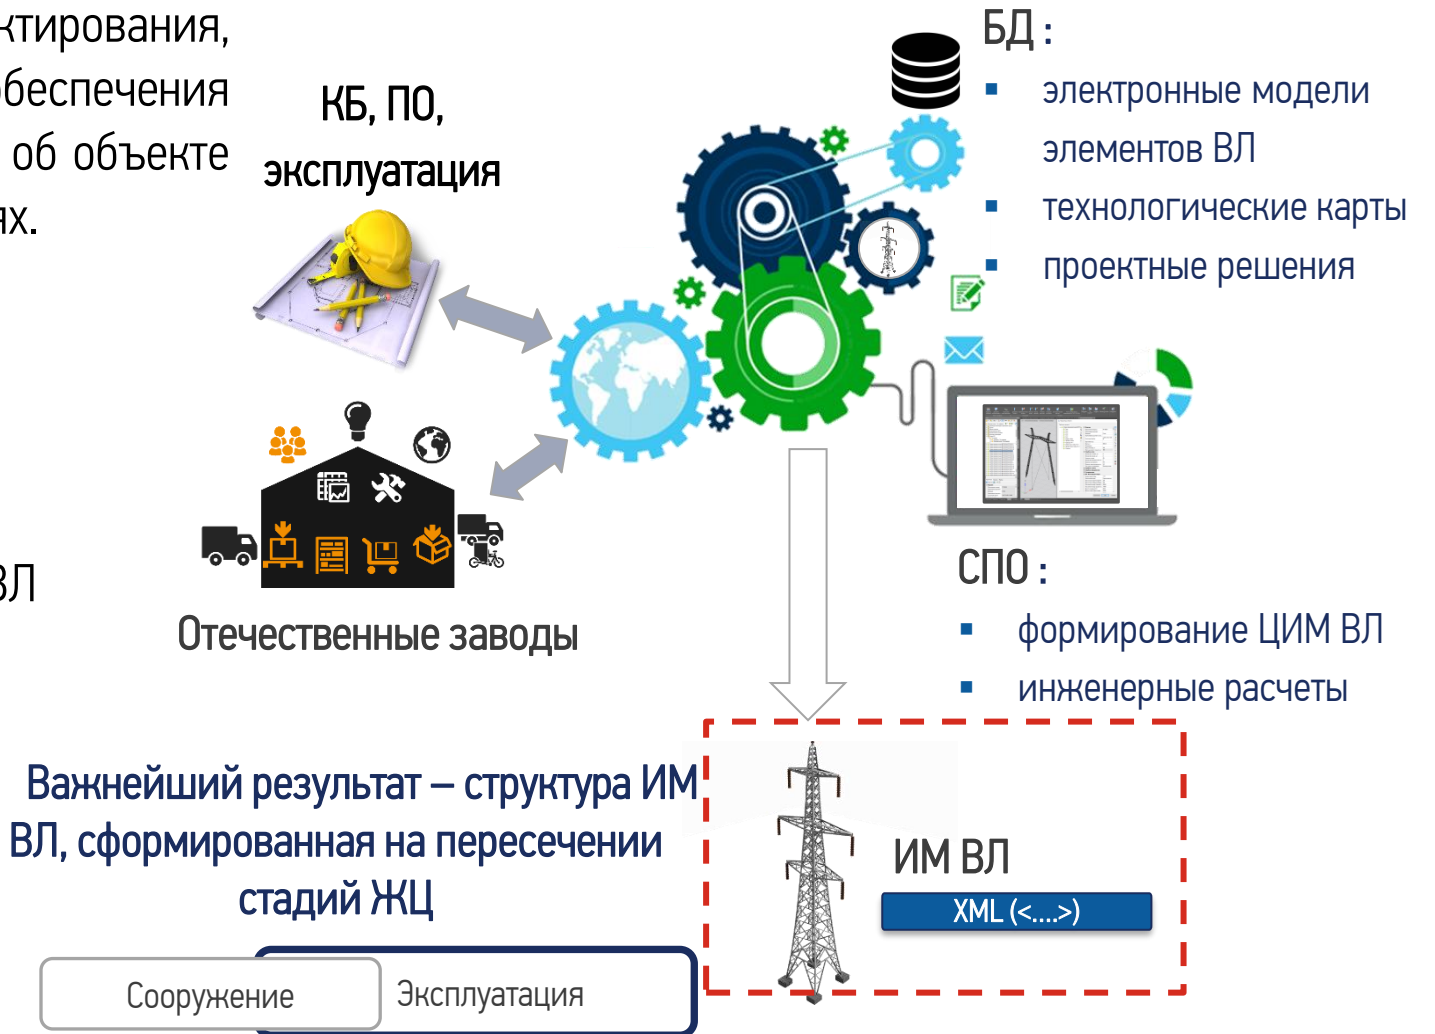 ктирования,
обеспечения
об объекте
ях.
КБ, ПО,
эксплуатация
БД :
электронные модели
элементов ВЛ
технологические карты
проектные решения
ВЛ
Отечественные заводы
СПО :
формирование ЦИМ ВЛ
инженерные расчеты
Важнейший результат – структура ИМ
ВЛ, сформированная на пересечении
стадий ЖЦ
ИМ ВЛ
XML (<....>)
Сооружение
Эксплуатация